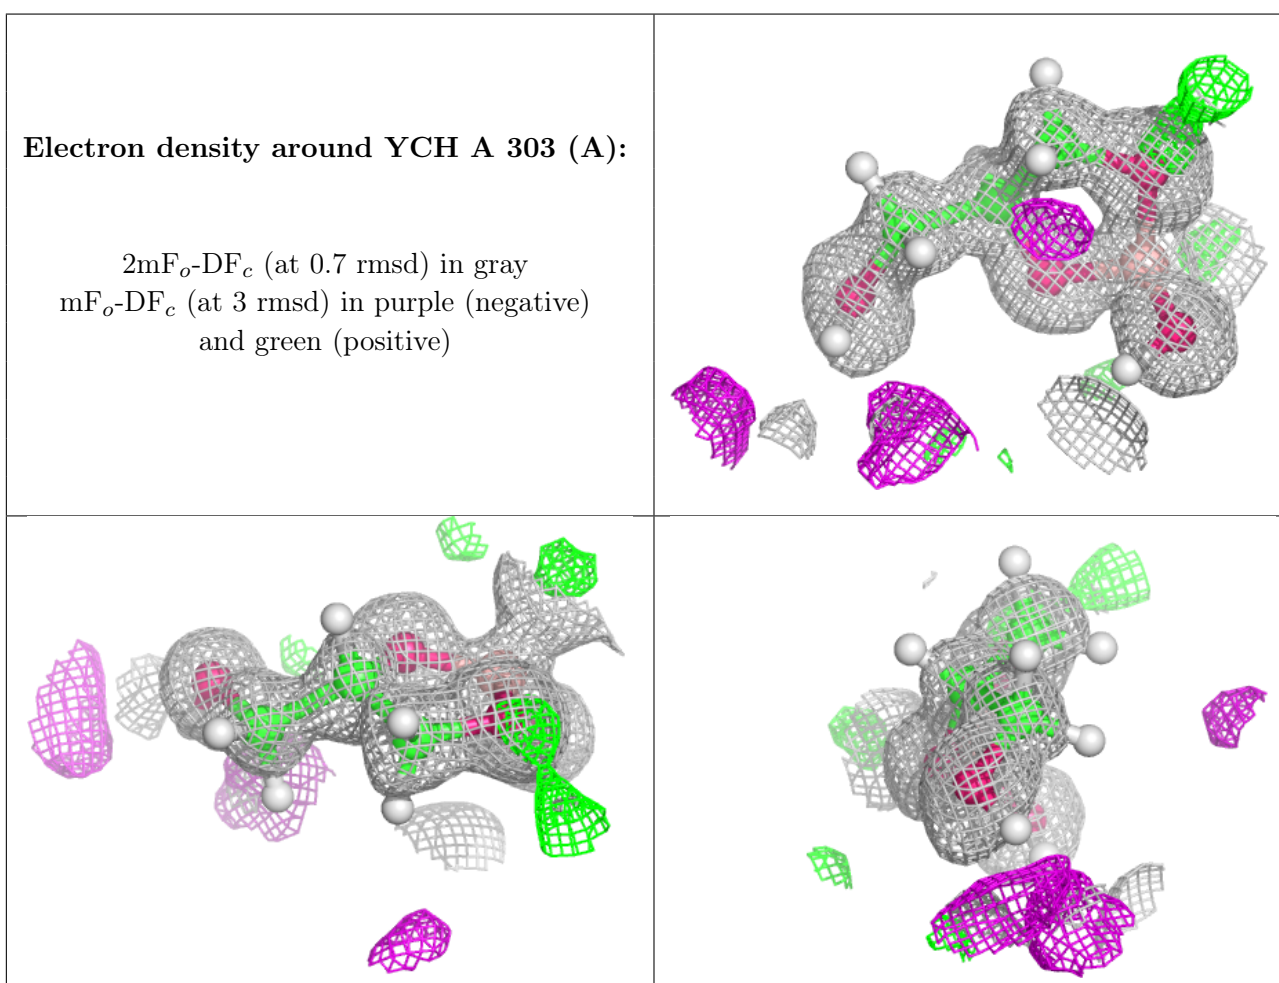 Electron density around YCH A 303 (A):
2mFo-DFc (at 0.7 rmsd) in gray
mFo-DFc (at 3 rmsd) in purple (negative)
and green (positive)